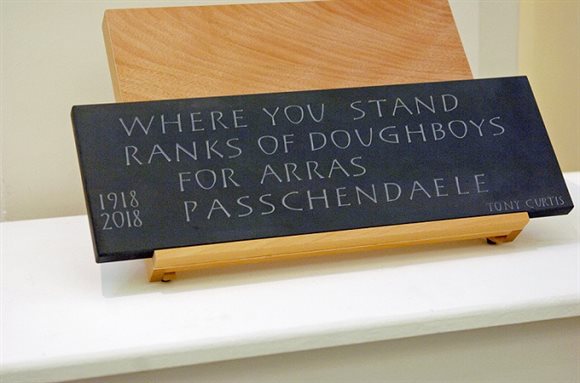 WHERE YOU STAND
RANKS OF DOUGHBOYS
FOR ARRAS
PASSCHENDAELE
1918
2018
TONY CURTIS